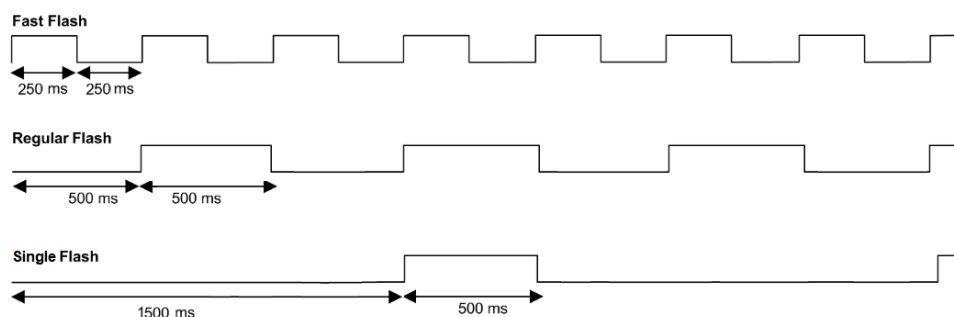 Fast Flash
250 ms 250 ms
Regular Flash
500 ms 500 ms
Single Flash
1500 ms 500 ms